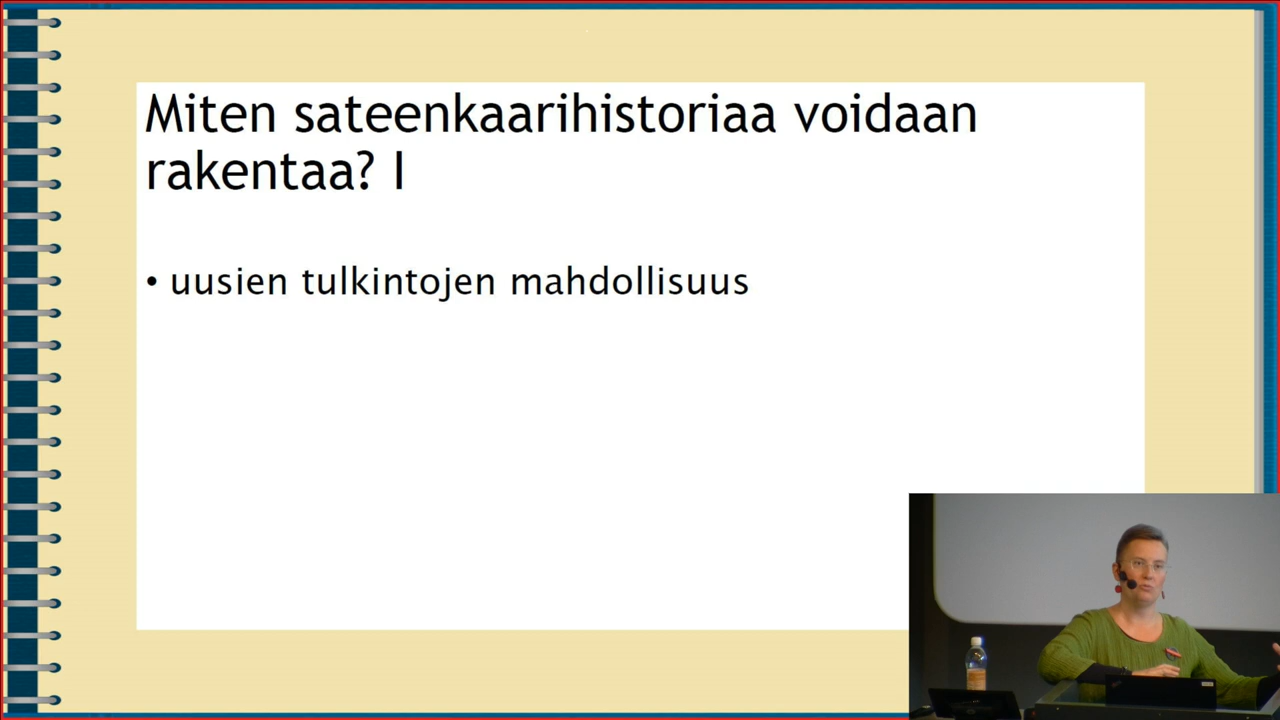 Miten sateenkaarihistoriaa voidaan
rakentaa? I
• uusien tulkintojen mahdollisuus